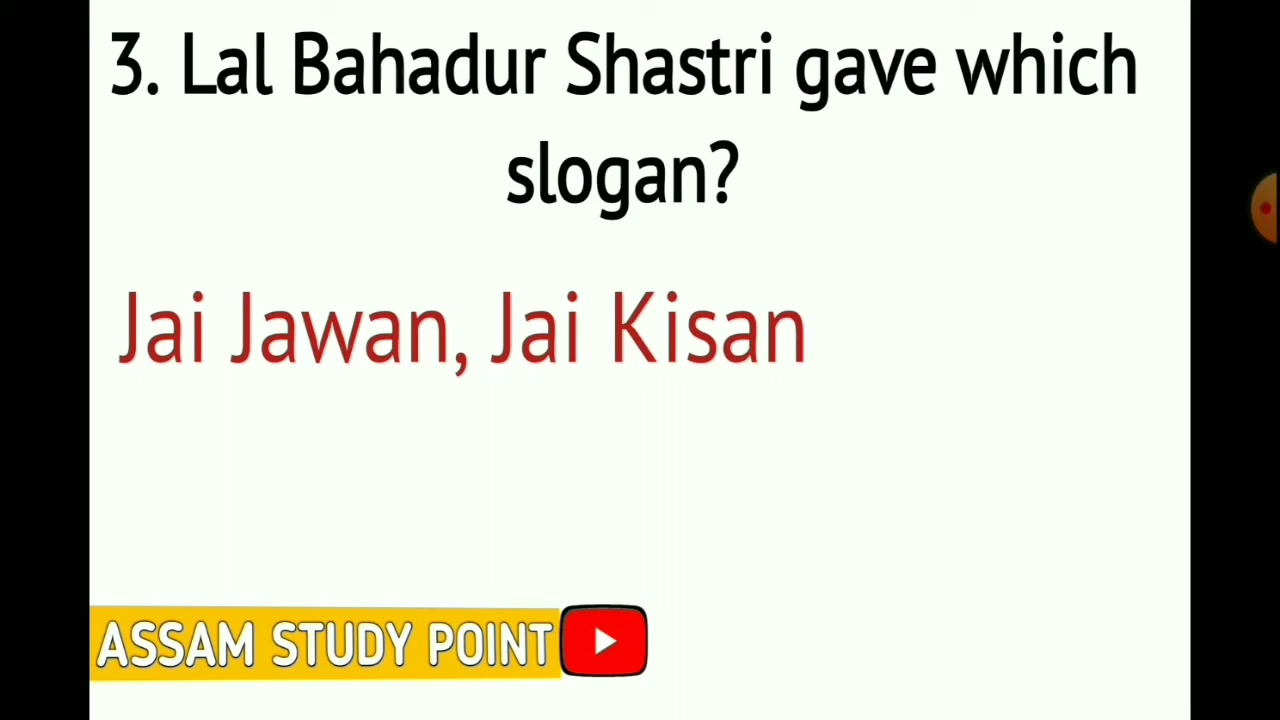 3. Lal Bahadur Shastri gave which
slogan?
Jai Jawan, Jai Kisan
ASSAM STUDY POINT